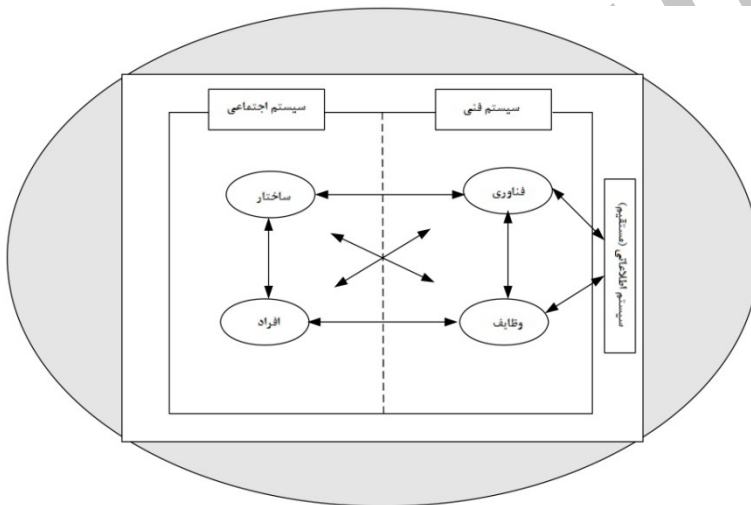 سیستم فنی
سیستم اجتماعی
فناوری
ساختار
سیستم اطلاعاتی (مستقیم)
وظایف
افراد